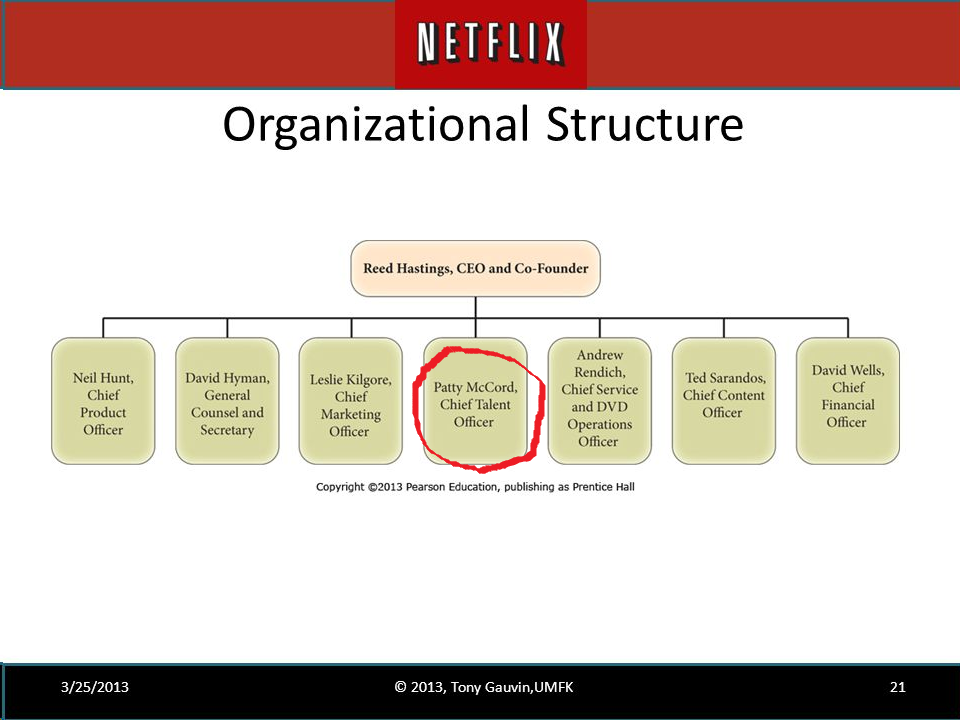 NETFLIX
Organizational Structure
Reed Hastings, CEO and Co-Founder
Neil Hunt,
Chief
Product
Officer
David Hyman,
General
Counsel and
Secretary
Leslie Kilgore,
Chief
Marketing
Officer
Patty McCord,
Chief Talent
Officer
Andrew
Rendich,
Chief Service
and DVD
Operations
Officer
Ted Sarandos,
Chief Content
Officer
David Wells,
Chief
Financial
Officer
Copyright ©2013 Pearson Education, publishing as Prentice Hall
3/25/2013
© 2013, Tony Gauvin,UMFK
21